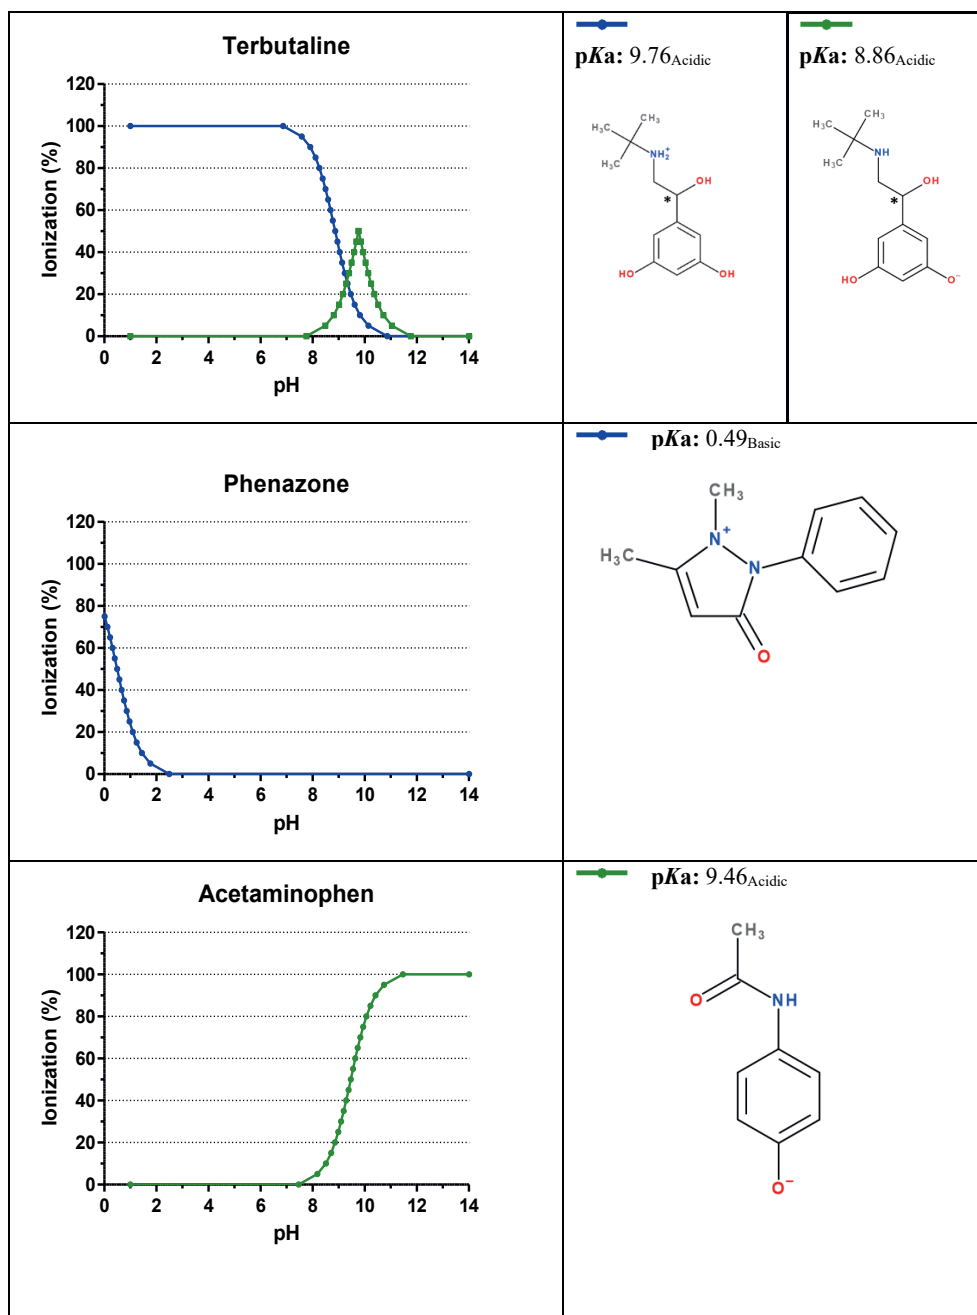 Terbutaline
120
100
80
60
40
20
0
Ionization (%)
0 2 4 6 8 10 12 14
pH
pKa: 9.76Acidic
H₃C CH₃
H₃C NH₂⁺
OH
*
HO OH
pKa: 8.86Acidic
H₃C CH₃
H₃C NH
OH
*
HO O⁻
Phenazone
120
100
80
60
40
20
0
Ionization (%)
0 2 4 6 8 10 12 14
pH
pKa: 0.49Basic
CH₃
H₃C N⁺
N
O
Acetaminophen
120
100
80
60
40
20
0
Ionization (%)
0 2 4 6 8 10 12 14
pH
pKa: 9.46Acidic
CH₃
O NH
O⁻